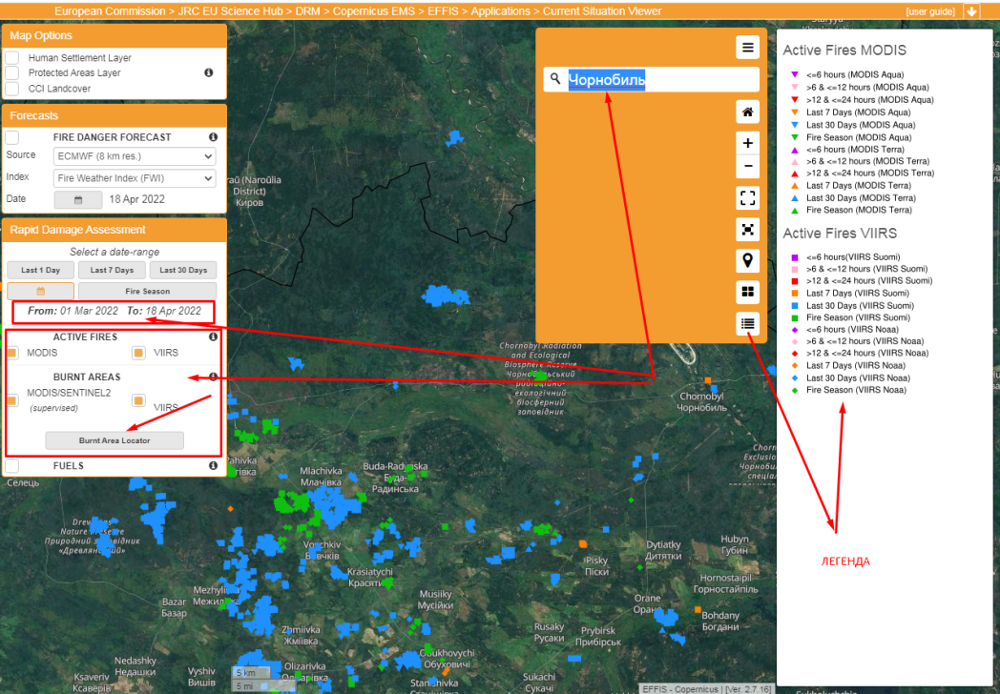 European Commission > JRC EU Science Hub > DRM > Copernicus EMS > EFFIS > Applications > Current Situation Viewer
[user guide]
Map Options
Human Settlement Layer
Protected Areas Layer
CCI Landcover
Forecasts
FIRE DANGER FORECAST
Source
ECMWF (8 km res.)
Index
Fire Weather Index (FWI)
Date
18 Apr 2022
Rapid Damage Assessment
Select a date-range
Last 1 Day
Last 7 Days
Last 30 Days
Fire Season
From: 01 Mar 2022 To: 18 Apr 2022
ACTIVE FIRES
MODIS
VIIRS
BURNT AREAS
MODIS/SENTINEL2
(supervised)
VIIRS
Burnt Area Locator
FUELS
Чорнобиль
Active Fires MODIS
<=6 hours (MODIS Aqua)
>6 & <=12 hours (MODIS Aqua)
>12 & <=24 hours (MODIS Aqua)
Last 7 Days (MODIS Aqua)
Last 30 Days (MODIS Aqua)
Fire Season (MODIS Aqua)
<=6 hours (MODIS Terra)
>6 & <=12 hours (MODIS Terra)
>12 & <=24 hours (MODIS Terra)
Last 7 Days (MODIS Terra)
Last 30 Days (MODIS Terra)
Fire Season (MODIS Terra)
Active Fires VIIRS
<=6 hours(VIIRS Suomi)
>6 & <=12 hours (VIIRS Suomi)
>12 & <=24 hours (VIIRS Suomi)
Last 7 Days (VIIRS Suomi)
Last 30 Days (VIIRS Suomi)
Fire Season (VIIRS Suomi)
<=6 hours (VIIRS Noaa)
>6 & <=12 hours (VIIRS Noaa)
>12 & <=24 hours (VIIRS Noaa)
Last 7 Days (VIIRS Noaa)
Last 30 Days (VIIRS Noaa)
Fire Season (VIIRS Noaa)
ЛЕГЕНДА
(Naroŭlia
District)
Киров
Chornobyl Radiation
and Ecological
Biosphere Reserve
Чорнобильський
радіаційно-
екологічний
біосферний
заповідник
Chornobyl
Чорнобиль
Селець
Mlachivka
Млачівка
Buda-Radynska
Буда-
Радинська
Nature Preserve
Природний заповідник
«Древлянський»
Vovchkiv
Вовчків
Krasiatychi
Красятичі
Dytiatky
Дитятки
Hubyn
Губин
Pisky
Піски
Hornostaipil
Горностайпіль
Bazar
Базар
Musiiky
Мусійки
Orane
Оране
Bohdany
Богдани
Zhmiivka
Жміївка
Rusaky
Русаки
Prybirsk
Прибірськ
Nedashky
Недашки
Obukhovychi
Обуховичі
Ksaveriv
Ксаверів
Vyshiv
Вишів
5 km
5 mi
Olizarivka
Олізарівка
Stanishivka
Sukachi
Сукачі
EFFIS - Copernicus | [Ver. 2.7.16]